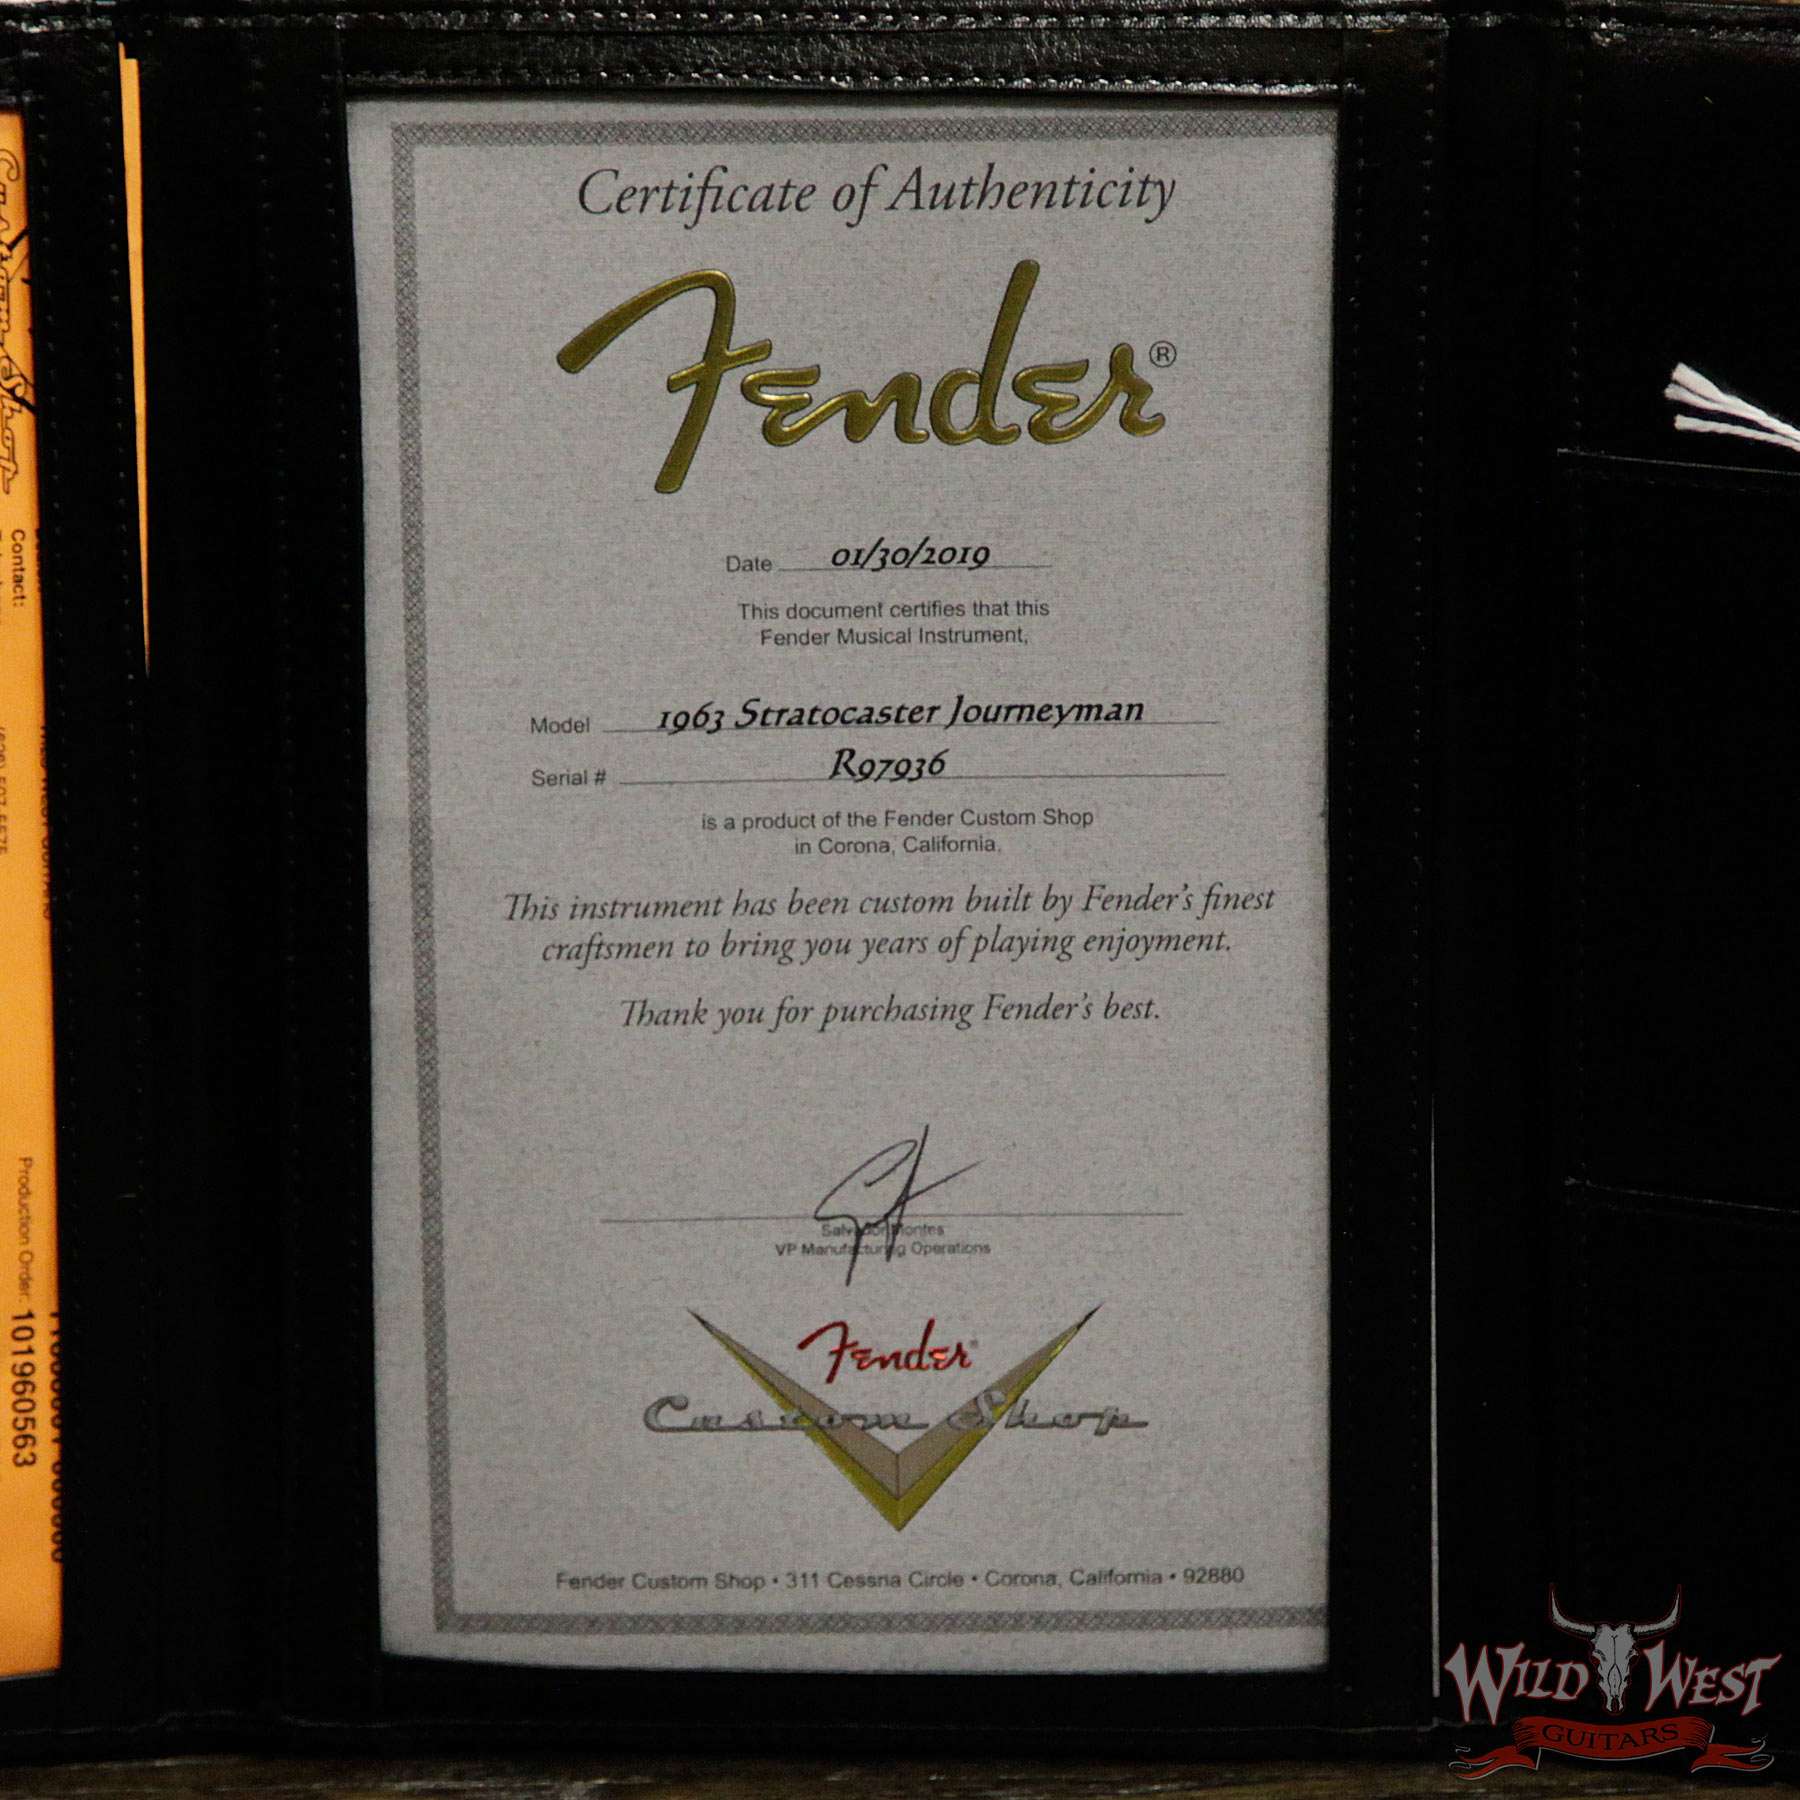 Custom Shop
Contact:
Production Order: 101960563
Certificate of Authenticity
Fender®
Date 01/30/2019
This document certifies that this
Fender Musical Instrument,
Model 1963 Stratocaster Journeyman
Serial # R97936
is a product of the Fender Custom Shop
in Corona, California.
This instrument has been custom built by Fender's finest
craftsmen to bring you years of playing enjoyment.
Thank you for purchasing Fender's best.
Salvador Montes
VP Manufacturing Operations
Fender
Custom Shop
Fender Custom Shop • 311 Cessna Circle • Corona, California • 92880
WILD WEST
GUITARS